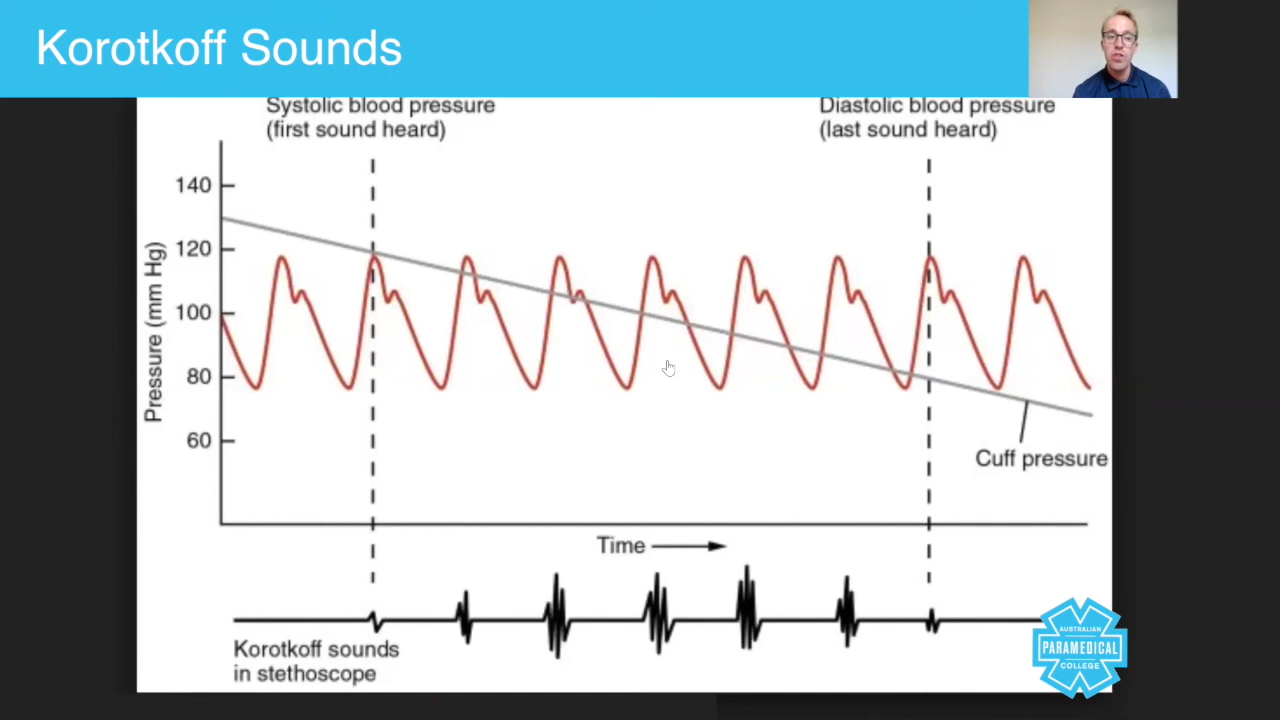 Korotkoff Sounds
Systolic blood pressure
(first sound heard)
Diastolic blood pressure
(last sound heard)
140
120
100
80
60
Pressure (mm Hg)
Cuff pressure
Time
Korotkoff sounds
in stethoscope
AUSTRALIAN
PARAMEDICAL
COLLEGE